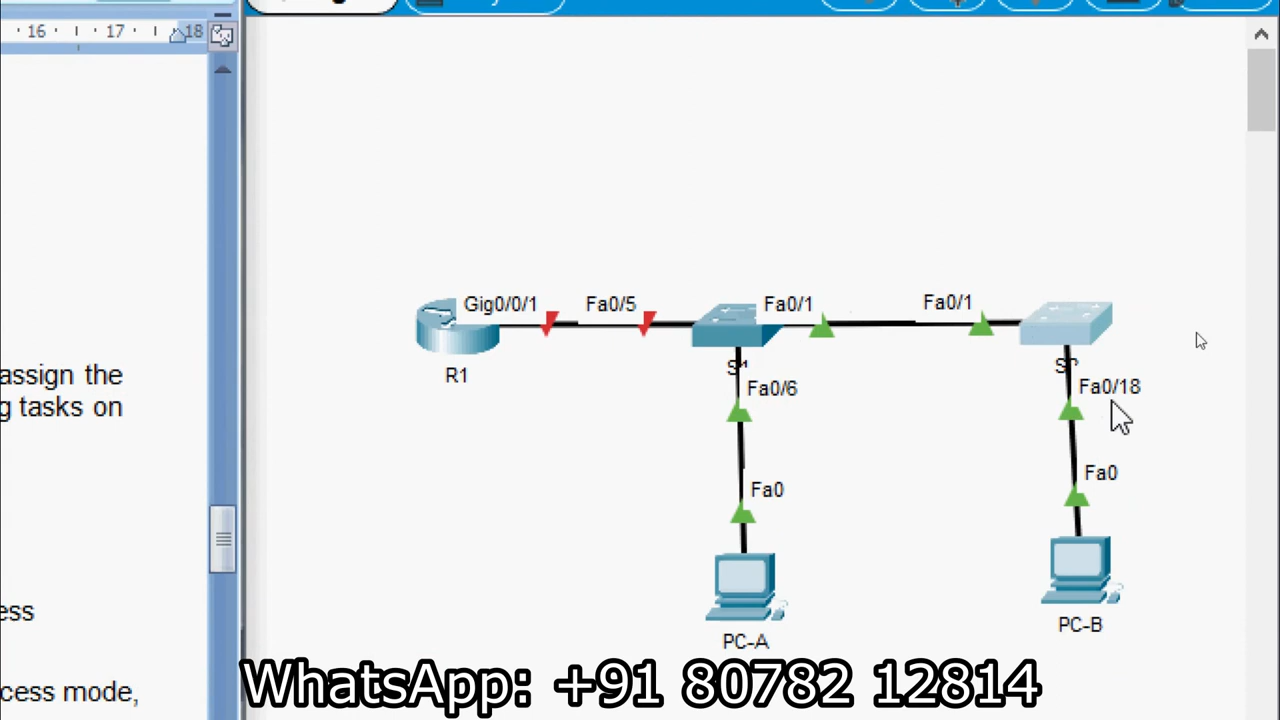 16 17 18
Gig0/0/1 Fa0/5 Fa0/1 Fa0/1
R1
assign the
Fa0/6 Fa0/18
g tasks on
Fa0
Fa0
ess
PC-B
PC-A
cess mode,
WhatsApp: +91 80782 12814